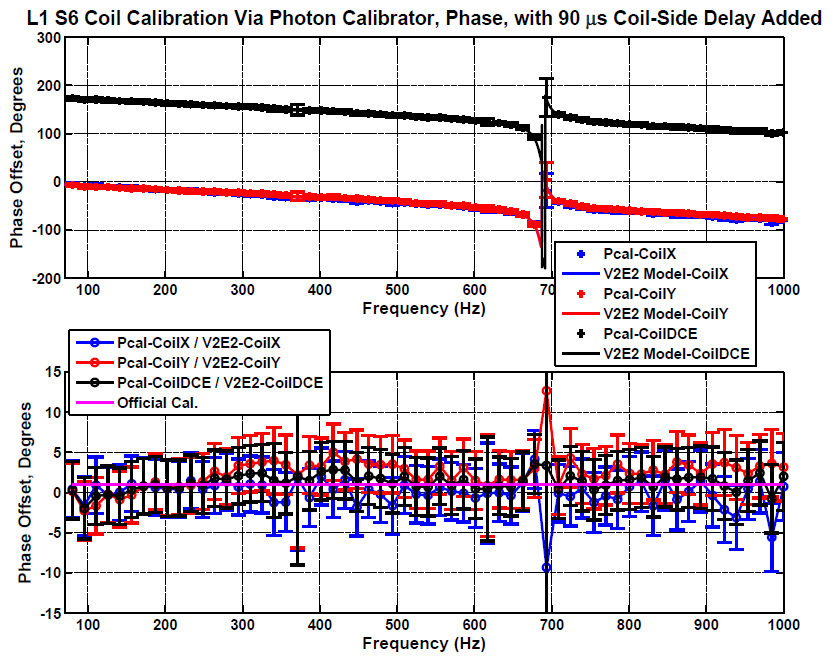 L1 S6 Coil Calibration Via Photon Calibrator, Phase, with 90 μs Coil-Side Delay Added
300
200
100
0
-100
-200
Phase Offset, Degrees
100 200 300 400 500 600 700 800 900 1000
Frequency (Hz)
Pcal-CoilX
V2E2 Model-CoilX
Pcal-CoilY
V2E2 Model-CoilY
Pcal-CoilDCE
V2E2 Model-CoilDCE
Pcal-CoilX / V2E2-CoilX
Pcal-CoilY / V2E2-CoilY
Pcal-CoilDCE / V2E2-CoilDCE
Official Cal.
15
10
5
0
-5
-10
-15
Phase Offset, Degrees
100 200 300 400 500 600 700 800 900 1000
Frequency (Hz)